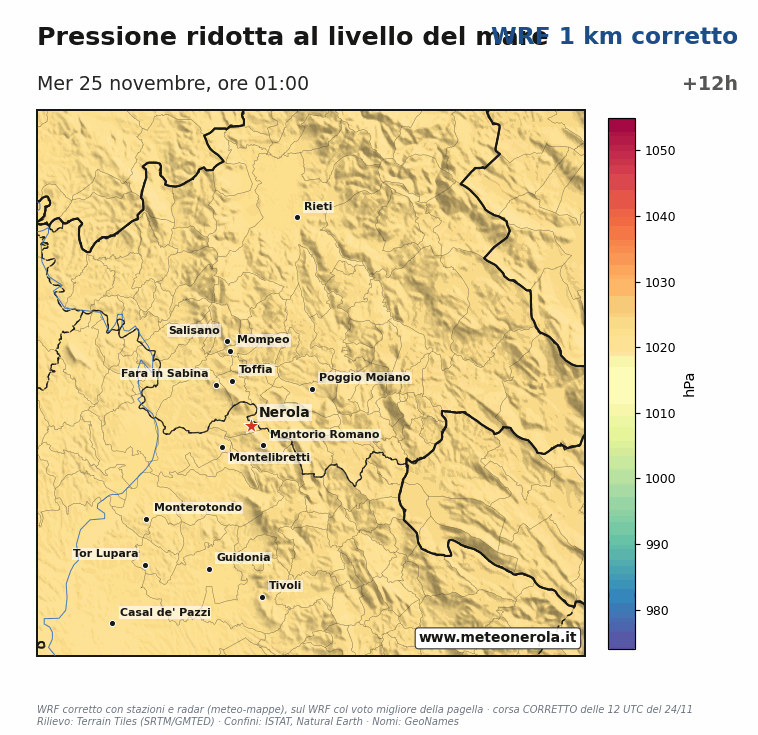 Pressione ridotta al livello del mare
WRF 1 km corretto
Mer 25 novembre, ore 01:00
+12h
Rieti
Salisano
Mompeo
Toffia
Fara in Sabina
Poggio Moiano
Nerola
Montorio Romano
Montelibretti
Monterotondo
Tor Lupara
Guidonia
Tivoli
Casal de' Pazzi
www.meteonerola.it
1050
1040
1030
1020
1010
1000
990
980
hPa
WRF corretto con stazioni e radar (meteo-mappe), sul WRF col voto migliore della pagella · corsa CORRETTO delle 12 UTC del 24/11
Rilievo: Terrain Tiles (SRTM/GMTED) · Confini: ISTAT, Natural Earth · Nomi: GeoNames